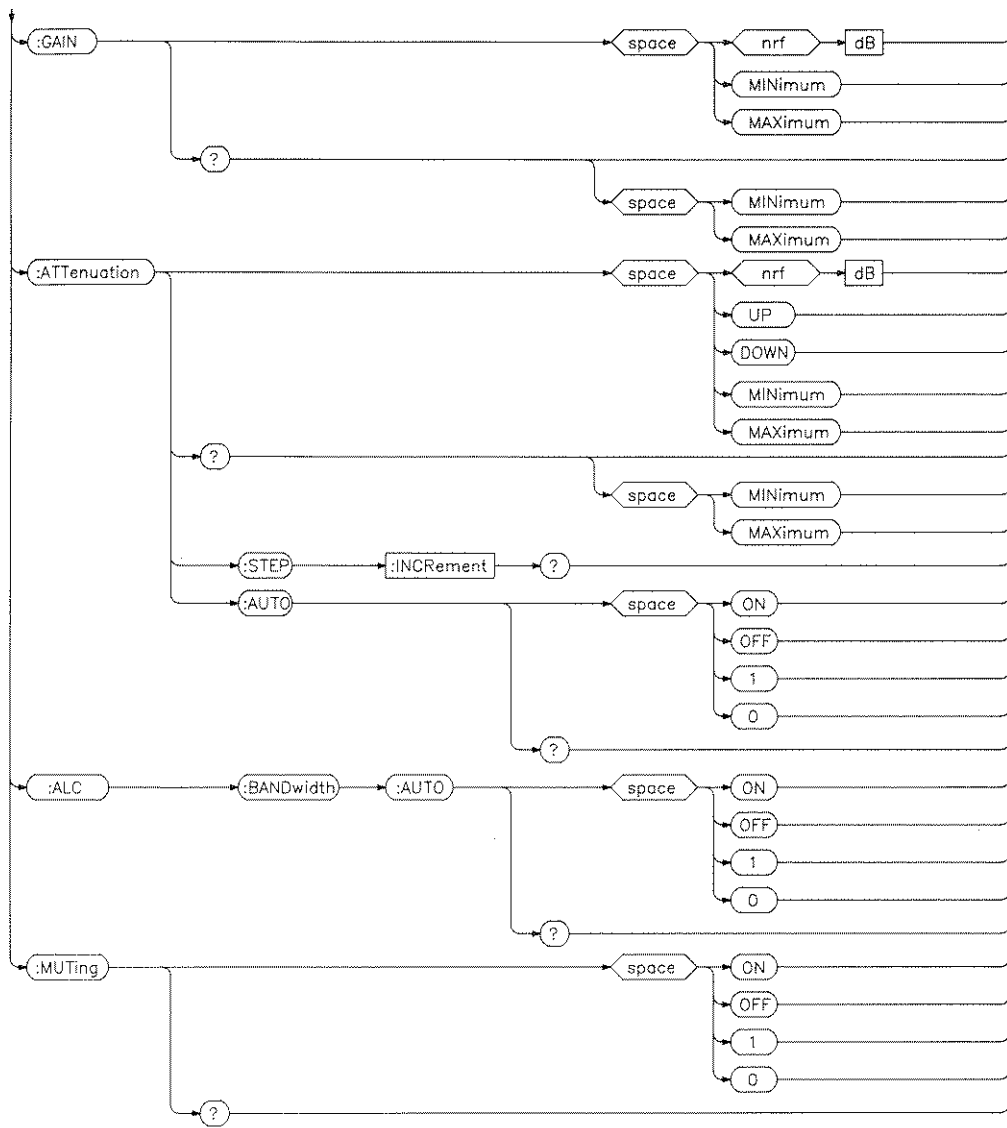 :GAIN space nrf dB
MINimum
MAXimum
?
space MINimum
MAXimum
:ATTenuation space nrf dB
UP
DOWN
MINimum
MAXimum
?
space MINimum
MAXimum
:STEP :INCRement ?
:AUTO space ON
OFF
1
0
?
:ALC :BANDwidth :AUTO space ON
OFF
1
0
?
:MUTing space ON
OFF
1
0
?